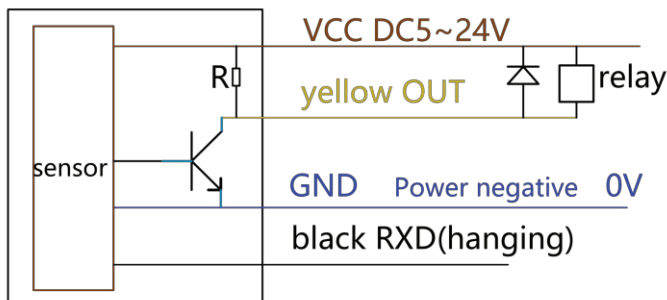 VCC DC5~24V
R
relay
yellow OUT
sensor
GND Power negative 0V
black RXD(hanging)